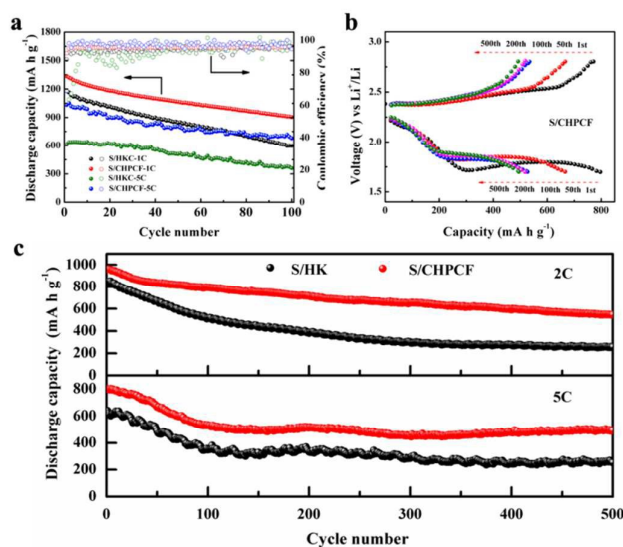 a
Discharge capacity (mA h g⁻¹)
1800
1500
1200
900
600
300
0
100
80
60
40
20
0
Coulombic efficiency (%)
S/HKC-1C
S/CHPCF-1C
S/HKC-5C
S/CHPCF-5C
0 20 40 60 80 100
Cycle number
b
Voltage (V) vs Li⁺/Li
3.0
2.5
2.0
1.5
500th 200th 100th 50th 1st
S/CHPCF
500th 200th 100th 50th 1st
0 200 400 600 800
Capacity (mA h g⁻¹)
c
Discharge capacity (mA h g⁻¹)
1000
800
600
400
200
0
S/HK S/CHPCF 2C
800
600
400
200
0
5C
0 100 200 300 400 500
Cycle number